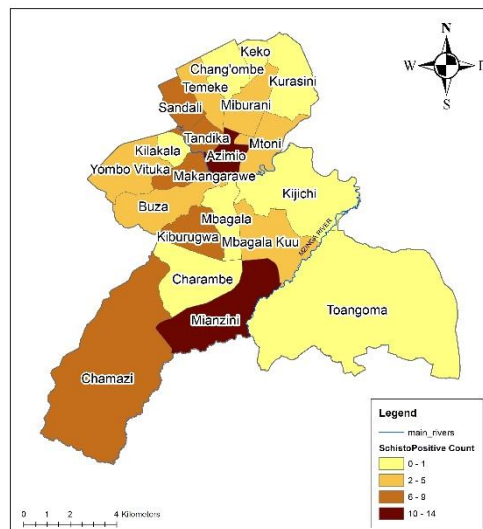 N
W
E
S
Keko
Chang'ombe
Kurasini
Temeke
Sandali
Miburani
Tandika
Mtoni
Kilakala
Azimio
Yombo Vituka
Makangarawe
Kijichi
Buza
Mbagala
Kiburugwa
Mbagala Kuu
MZINGA RIVER
Charambe
Toangoma
Mianzini
Chamazi
Legend
main_rivers
SchistoPositive Count
0 - 1
2 - 5
6 - 9
10 - 14
0 1 2 4 Kilometers